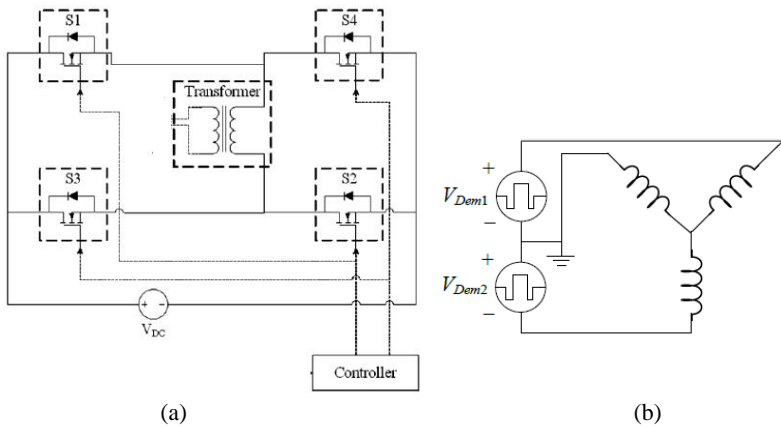 S1
S4
Transformer
S3
S2
+ −
V_DC
Controller
(a)
+
V_Dem1
−
+
V_Dem2
−
(b)